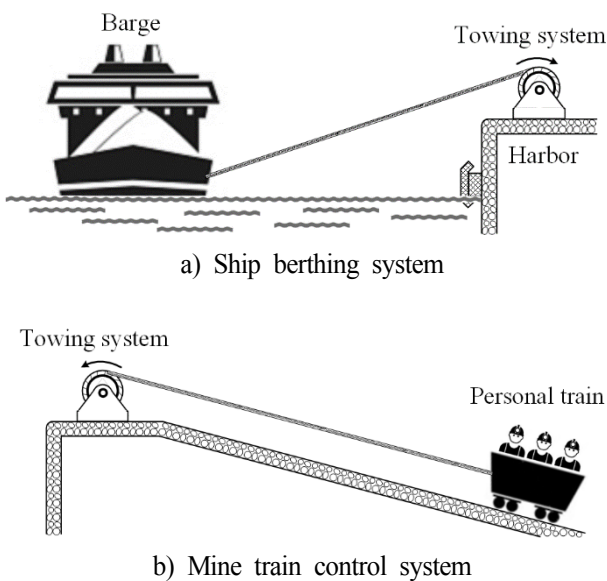 Barge
Towing system
Harbor
a) Ship berthing system
Towing system
Personal train
b) Mine train control system